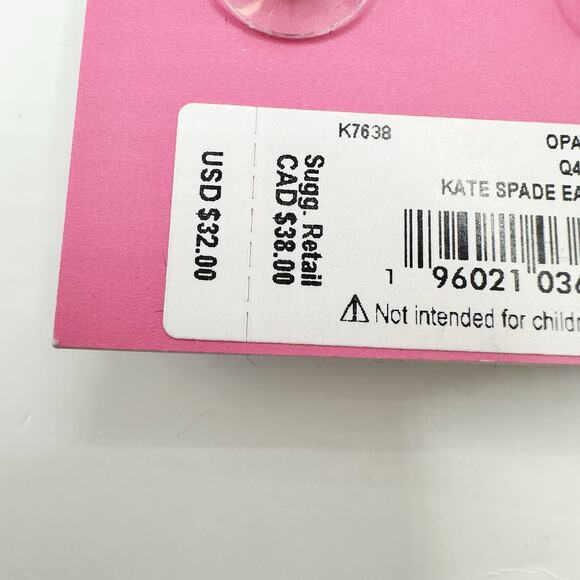 K7638
OPA
Q4
KATE SPADE EA
1 96021 036
⚠ Not intended for childr
Sugg. Retail
CAD $38.00
USD $32.00